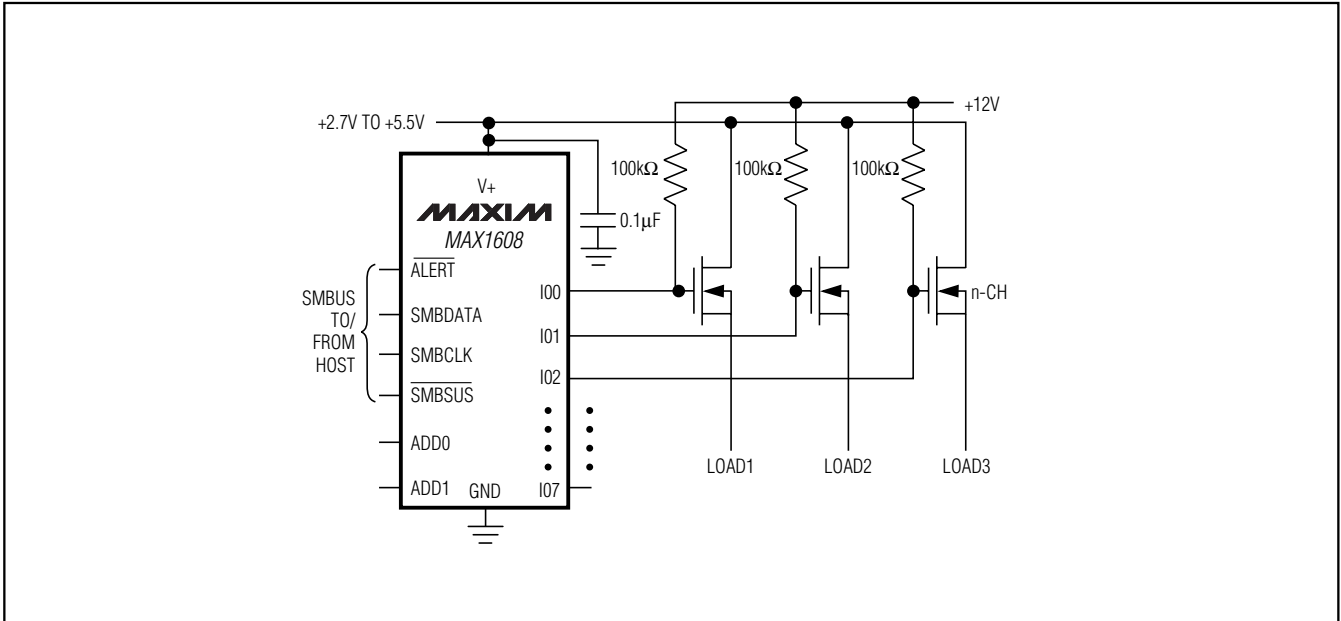 +12V
+2.7V TO +5.5V
100kΩ
100kΩ
100kΩ
V+
MAXIM
MAX1608
0.1μF
SMBUS
TO/
FROM
HOST
ALERT
SMBDATA
SMBCLK
SMBSUS
ADD0
ADD1
GND
I00
I01
I02
I07
n-CH
LOAD1
LOAD2
LOAD3